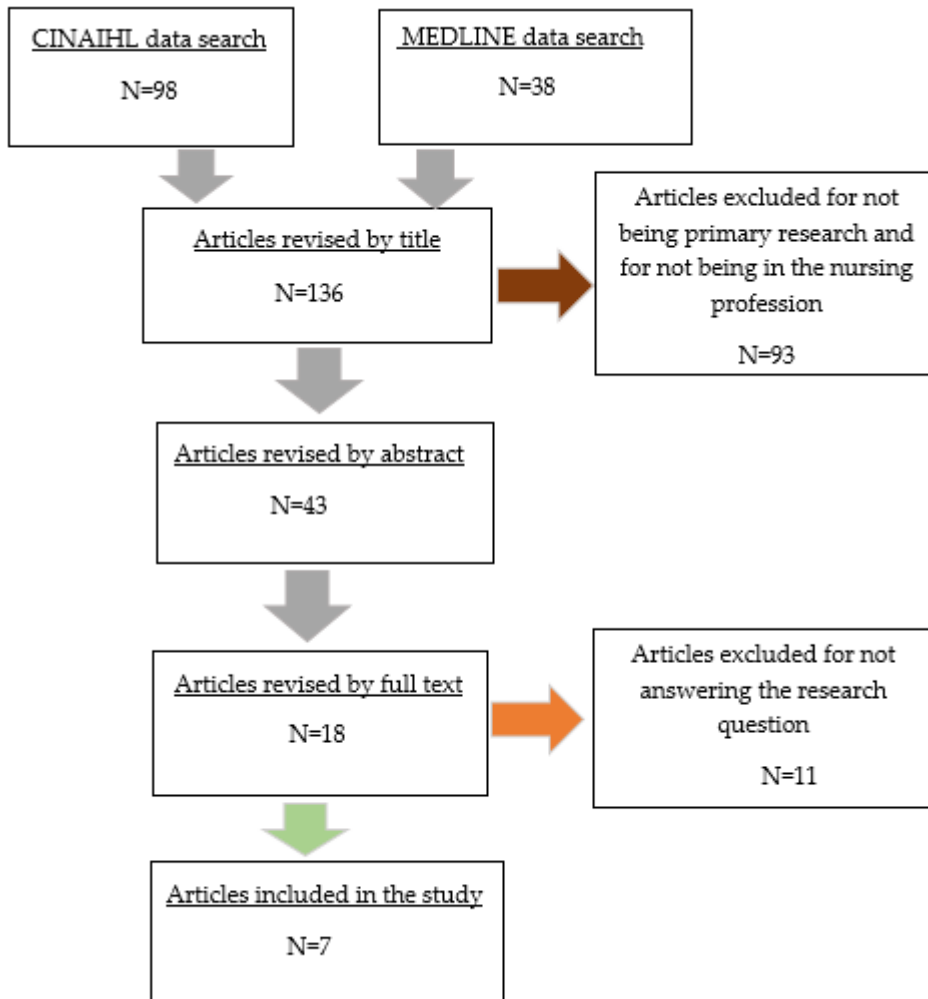 CINAIHL data search
N=98
MEDLINE data search
N=38
Articles revised by title
N=136
Articles excluded for not
being primary research and
for not being in the nursing
profession
N=93
Articles revised by abstract
N=43
Articles revised by full text
N=18
Articles excluded for not
answering the research
question
N=11
Articles included in the study
N=7